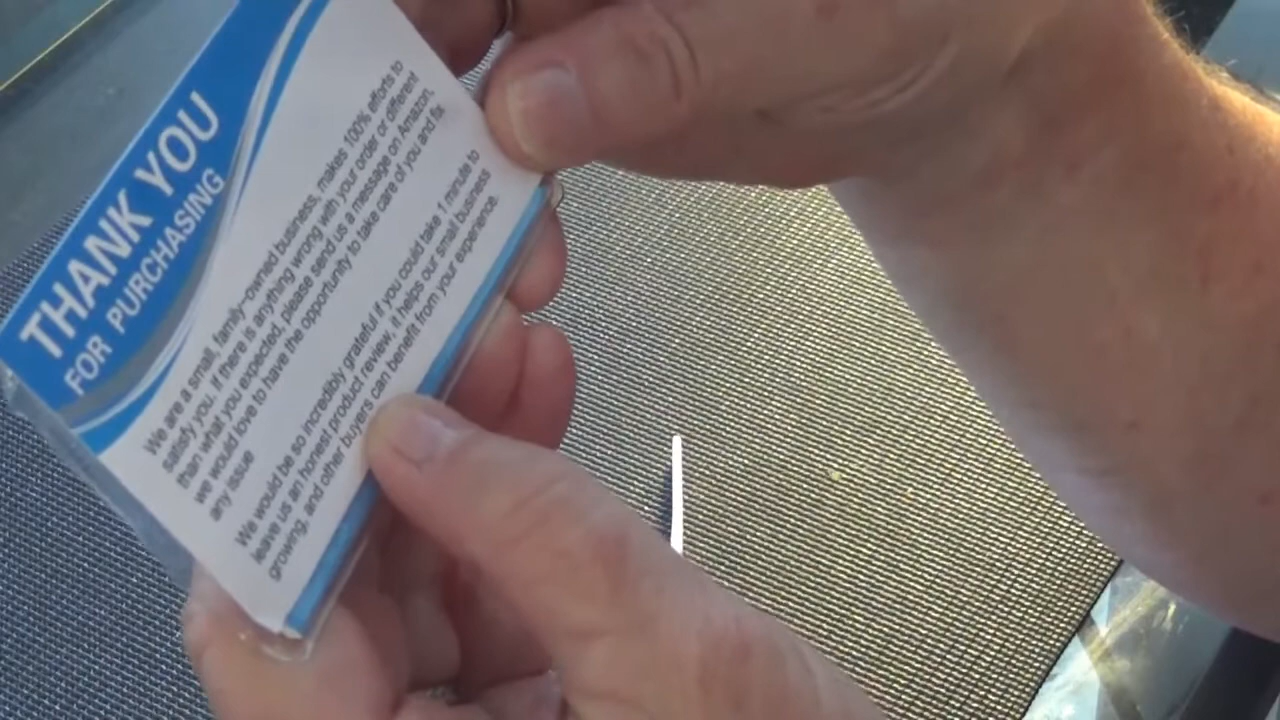 THANK YOU
FOR PURCHASING
We are a small, family-owned business, makes 100% efforts to
satisfy you. If there is anything wrong with your order or different
than what you expected, please send us a message on Amazon,
we would love to have the opportunity to take care of you and fix
any issue
We would be so incredibly grateful if you could take 1 minute to
leave us an honest product review, it helps our small business
growing, and other buyers can benefit from your experience.